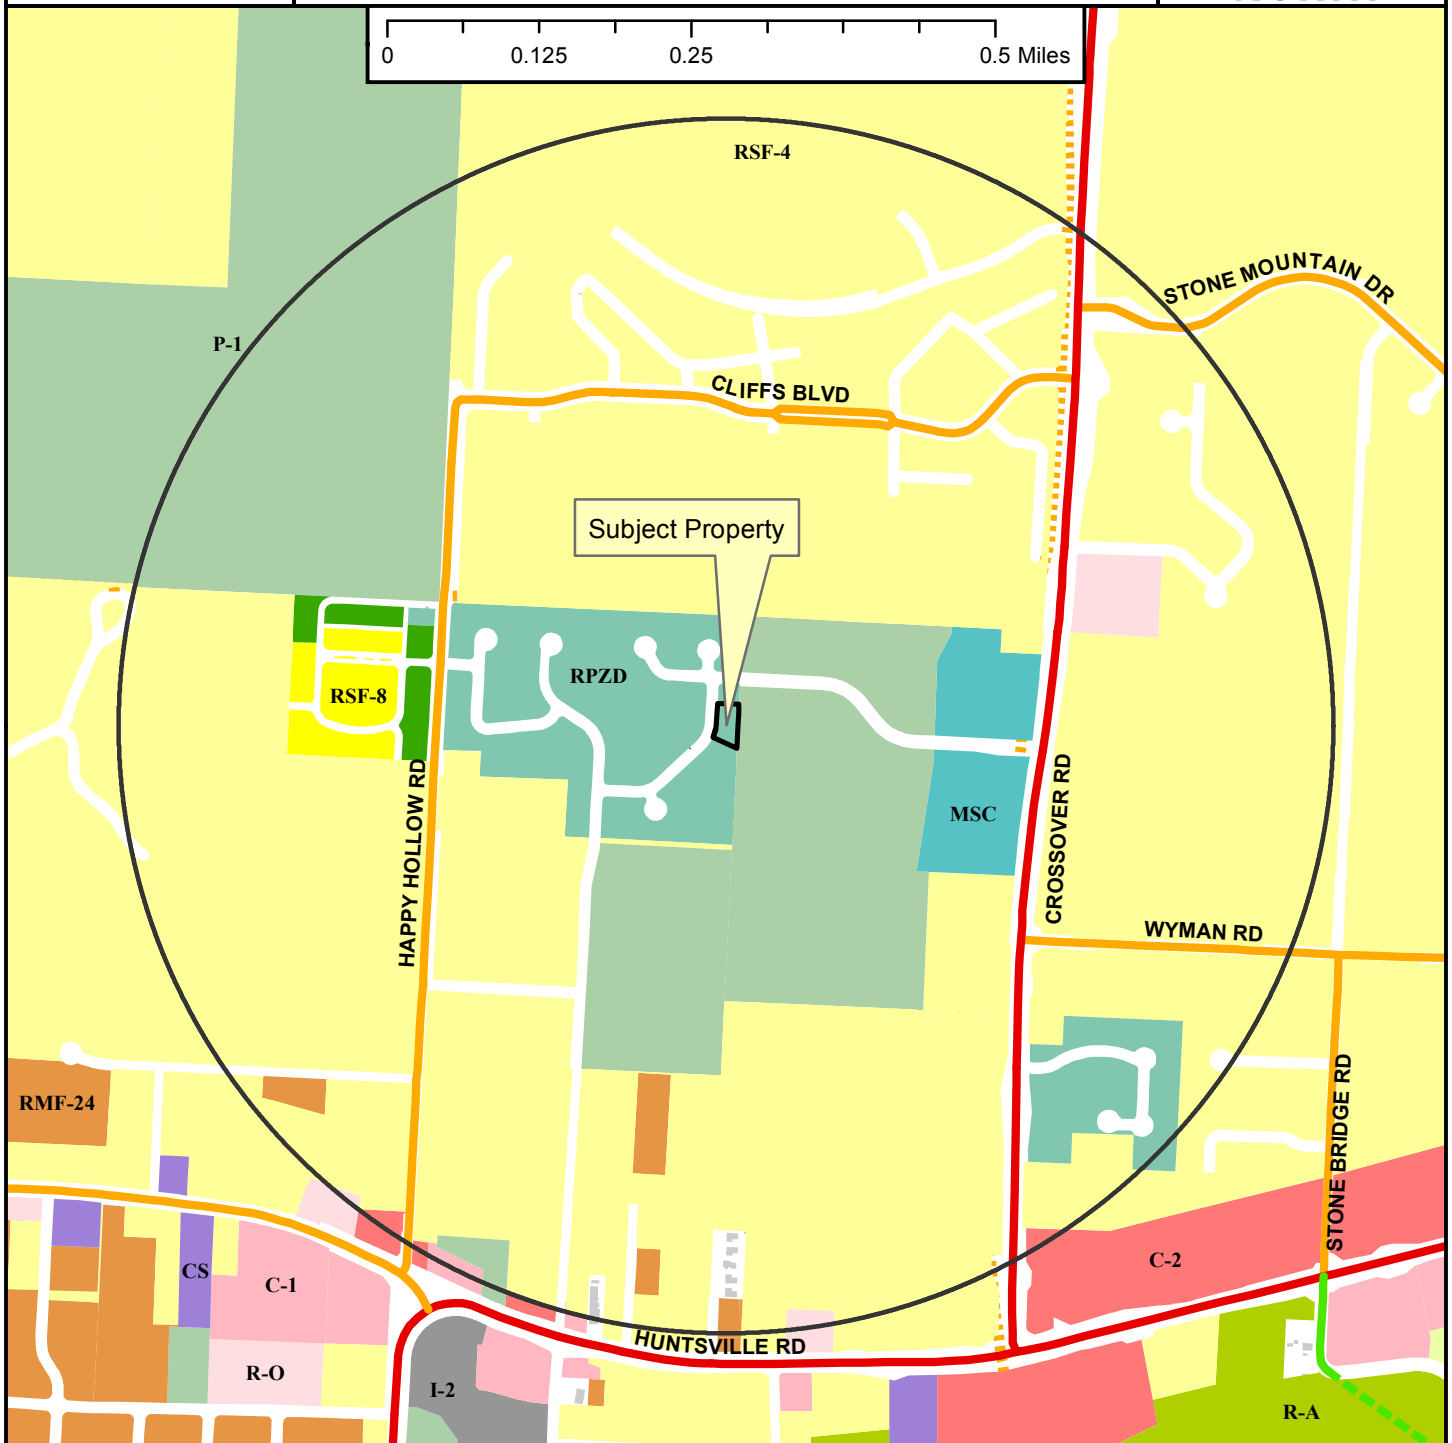 0 0.125 0.25 0.5 Miles
RSF-4
STONE MOUNTAIN DR
P-1
CLIFFS BLVD
Subject Property
RPZD
RSF-8
HAPPY HOLLOW RD
CROSSOVER RD
MSC
WYMAN RD
RMF-24
STONE BRIDGE RD
CS
C-1
C-2
HUNTSVILLE RD
R-O
I-2
R-A